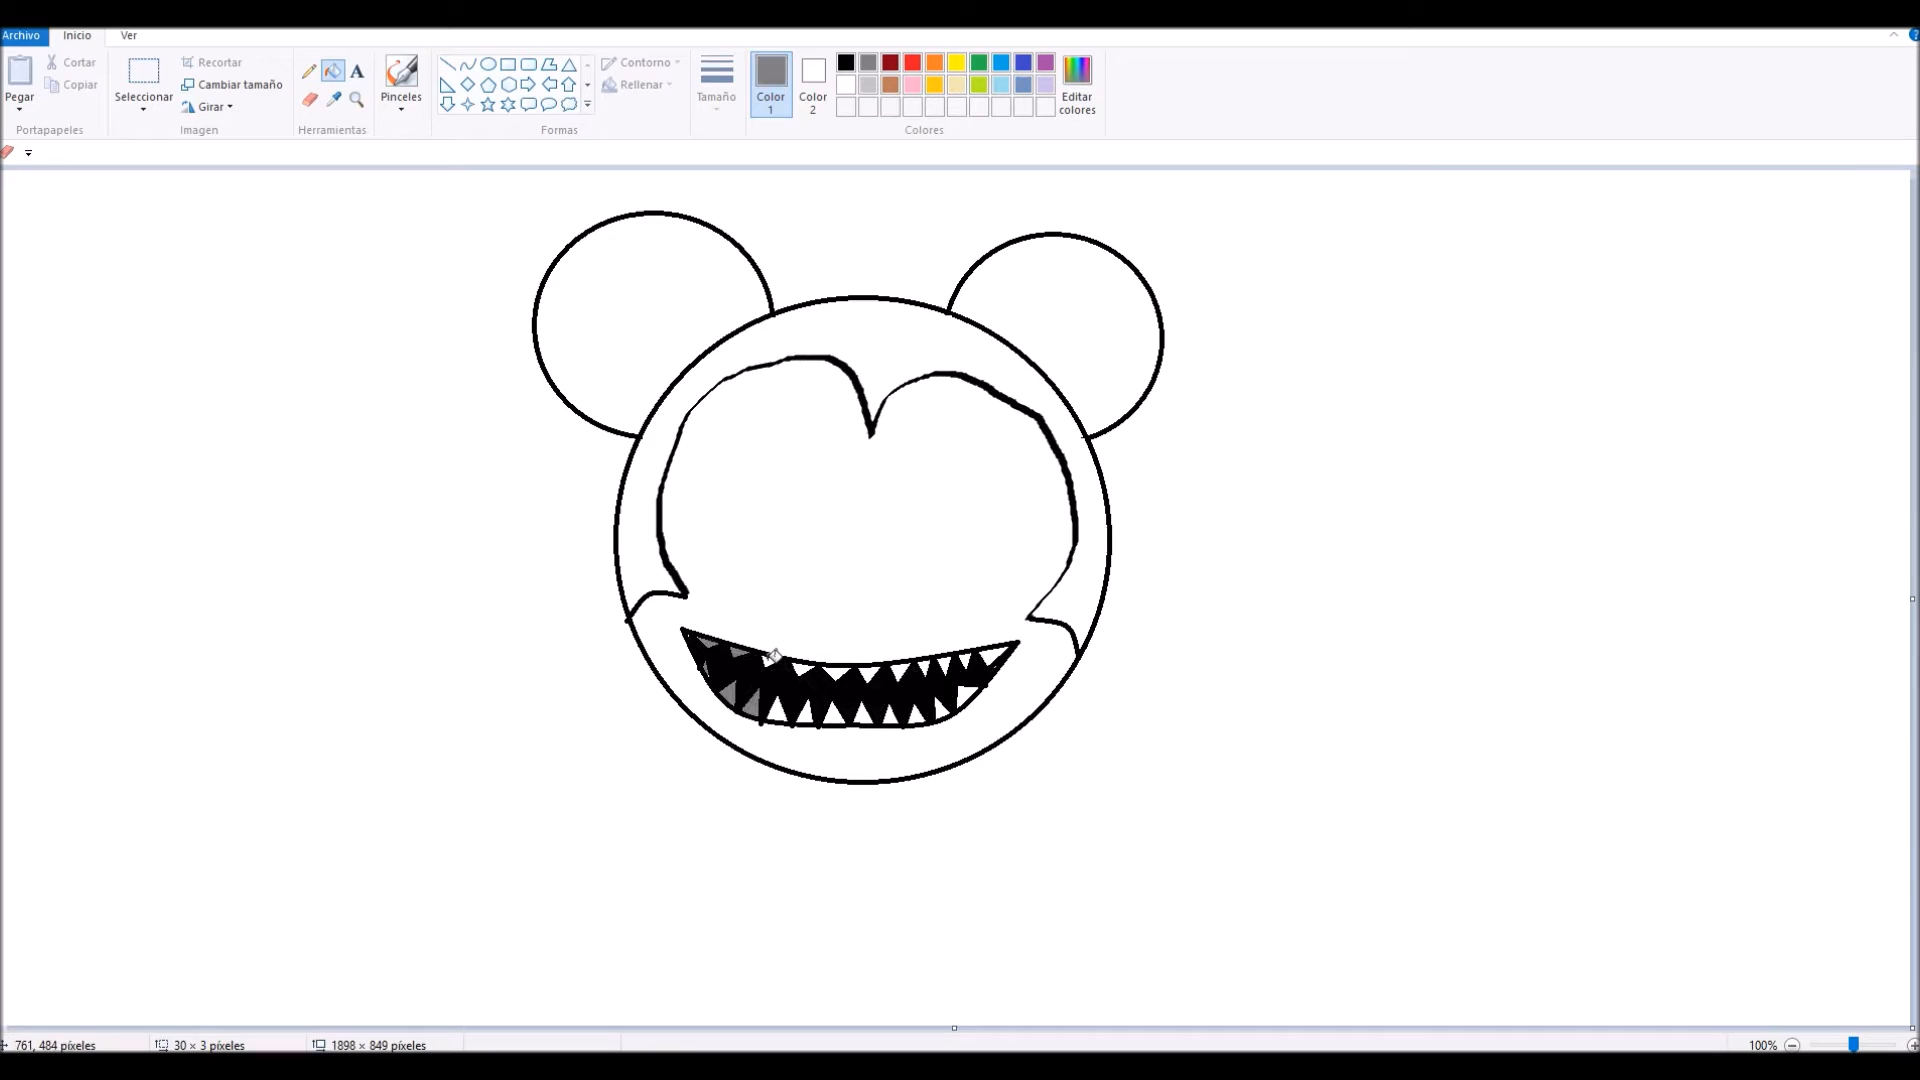 Archivo Inicio Ver
Pegar
Cortar
Copiar
Portapapeles
Seleccionar
Recortar
Cambiar tamaño
Girar
Imagen
A
Herramientas
Pinceles
Contorno
Rellenar
Formas
Tamaño
Color
1
Color
2
Editar
colores
Colores
761, 484 píxeles 30 × 3 píxeles 1898 × 849 píxeles 100%